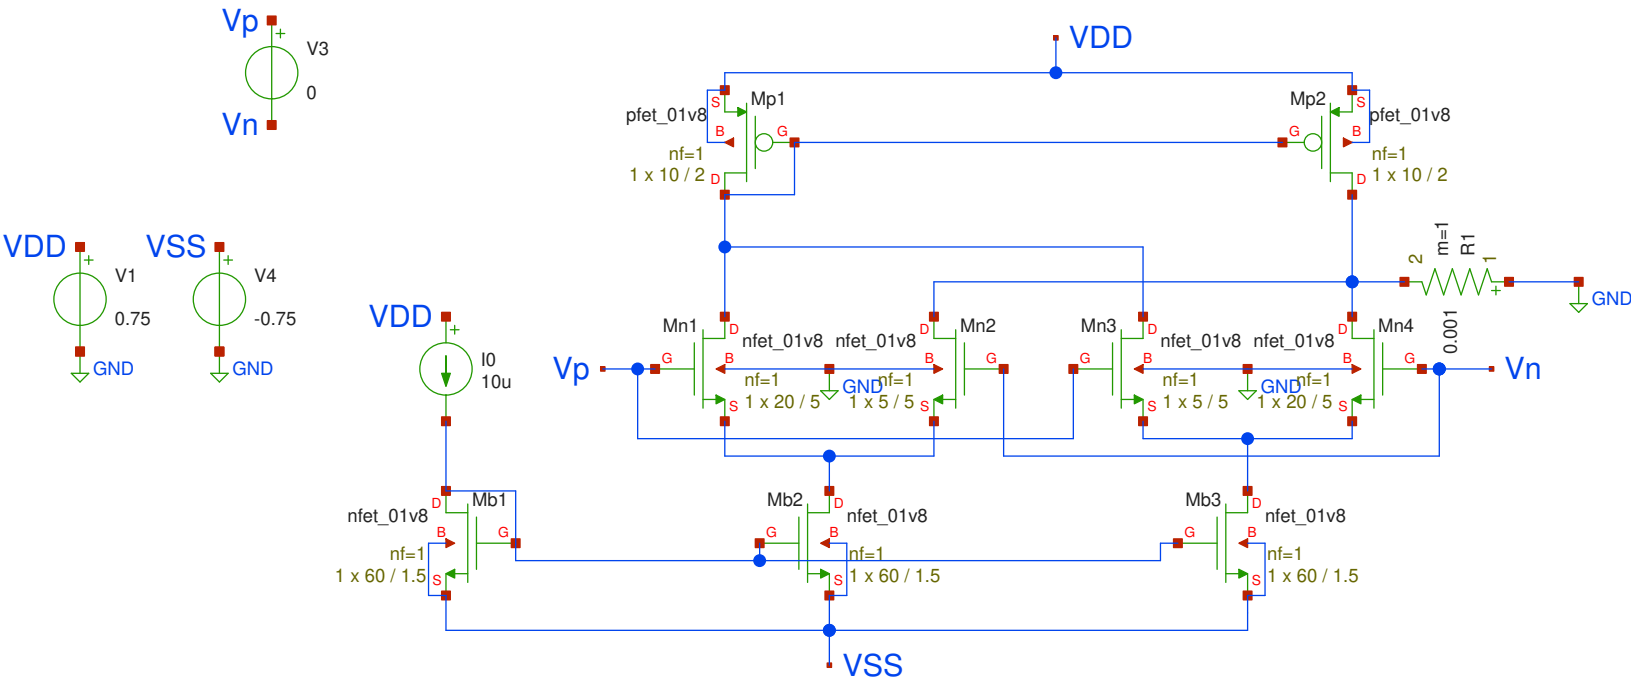 Vp
+
V3
0
Vn
VDD
S
Mp1
pfet_01v8
B
G
nf=1
1 x 10 / 2
D
Mp2
S
pfet_01v8
G
B
nf=1
1 x 10 / 2
D
VDD
+
V1
0.75
GND
VSS
+
V4
-0.75
GND
VDD
+
I0
10u
2
m=1
R1
1
+
0.001
GND
Vp
Mn1
D
nfet_01v8
G
B
nf=1
1 x 20 / 5
S
GND
D
Mn2
nfet_01v8
B
G
nf=1
1 x 5 / 5
S
Mn3
D
nfet_01v8
G
B
nf=1
1 x 5 / 5
S
GND
D
Mn4
nfet_01v8
B
G
nf=1
1 x 20 / 5
S
Vn
D
Mb1
nfet_01v8
B
G
nf=1
1 x 60 / 1.5
S
Mb2
D
nfet_01v8
G
B
nf=1
1 x 60 / 1.5
S
Mb3
D
nfet_01v8
G
B
nf=1
1 x 60 / 1.5
S
VSS